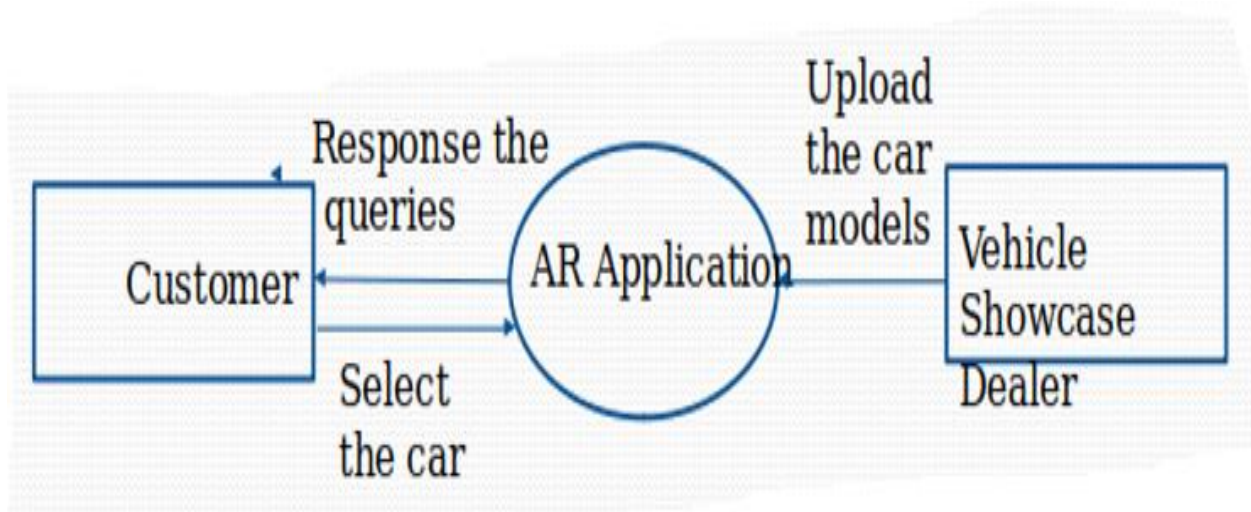 Response the
queries
Customer
Select
the car
AR Application
Upload
the car
models
Vehicle
Showcase
Dealer